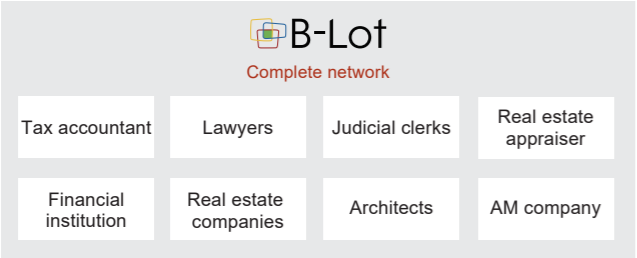 B-Lot
Complete network
Tax accountant
Lawyers
Judicial clerks
Real estate
appraiser
Financial
institution
Real estate
companies
Architects
AM company